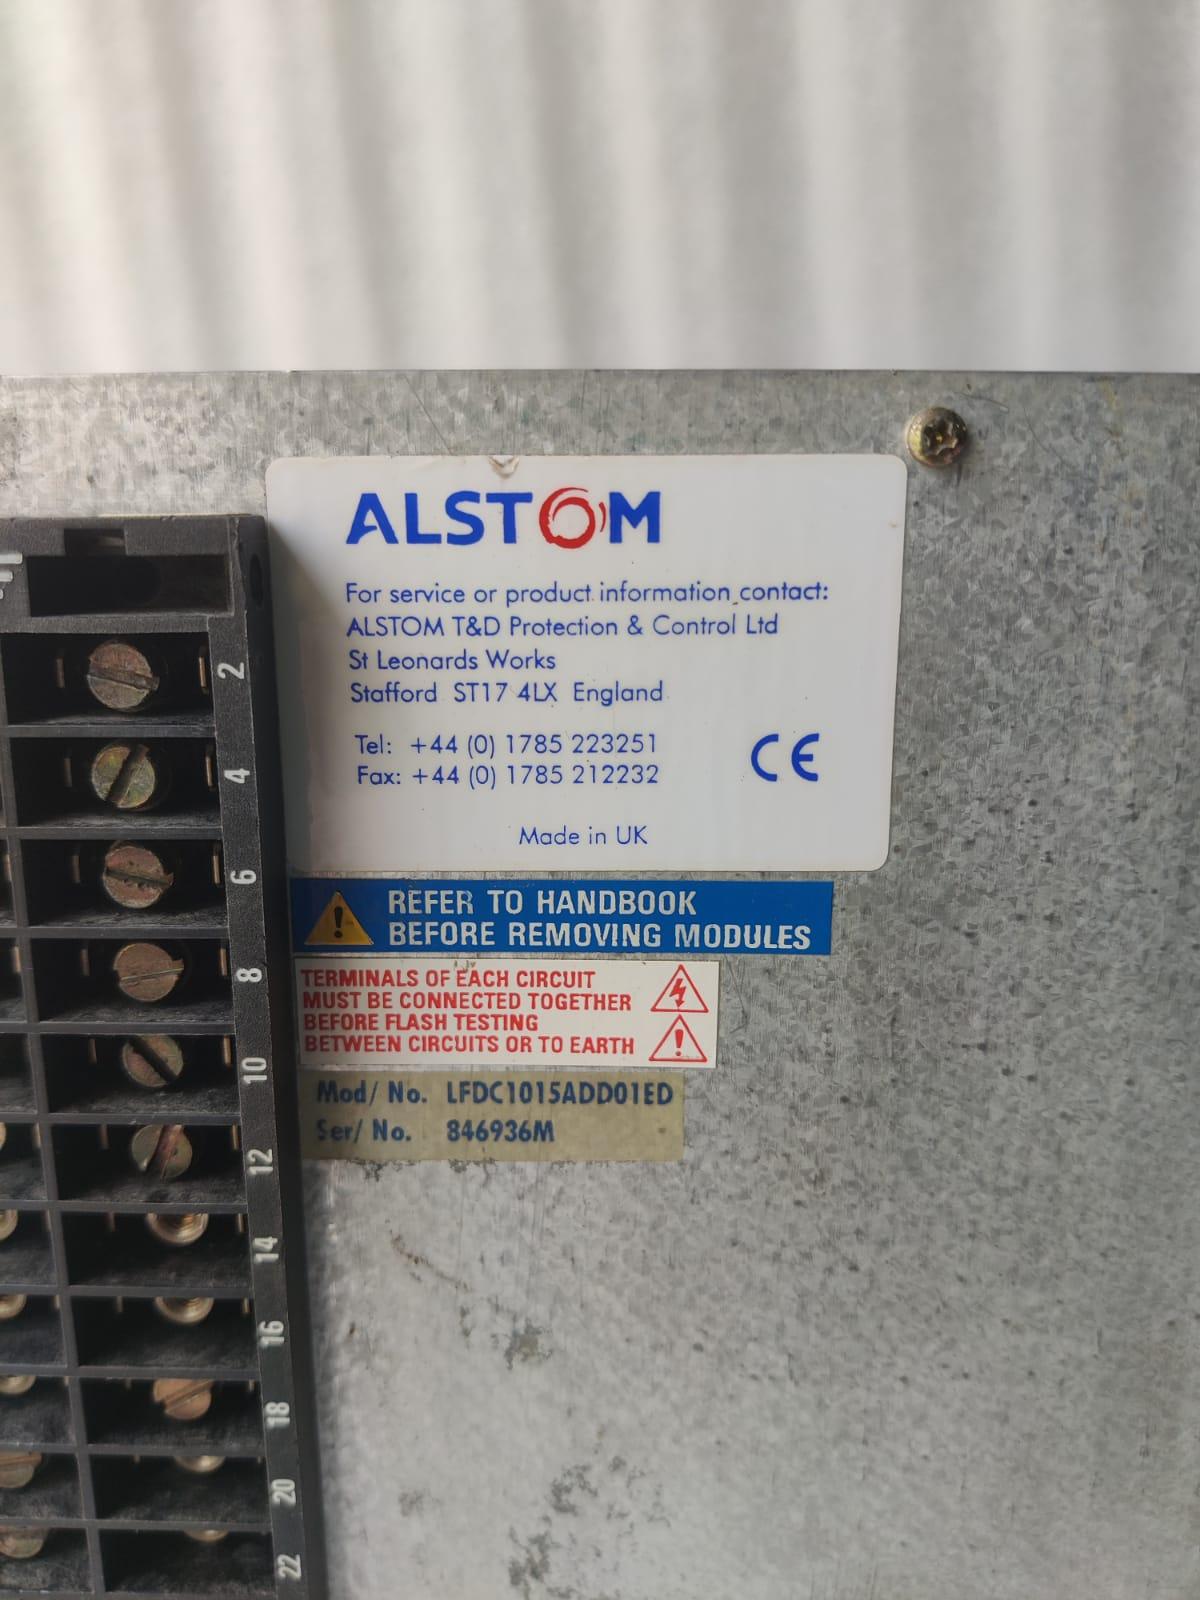 ALSTOM
For service or product information contact:
ALSTOM T&D Protection & Control Ltd
St Leonards Works
Stafford ST17 4LX England
Tel: +44 (0) 1785 223251
Fax: +44 (0) 1785 212232
CE
Made in UK
REFER TO HANDBOOK
BEFORE REMOVING MODULES
TERMINALS OF EACH CIRCUIT
MUST BE CONNECTED TOGETHER
BEFORE FLASH TESTING
BETWEEN CIRCUITS OR TO EARTH
Mod/ No. LFDC1015ADD01ED
Ser/ No. 846936M
2
4
6
8
10
12
14
16
18
20
22